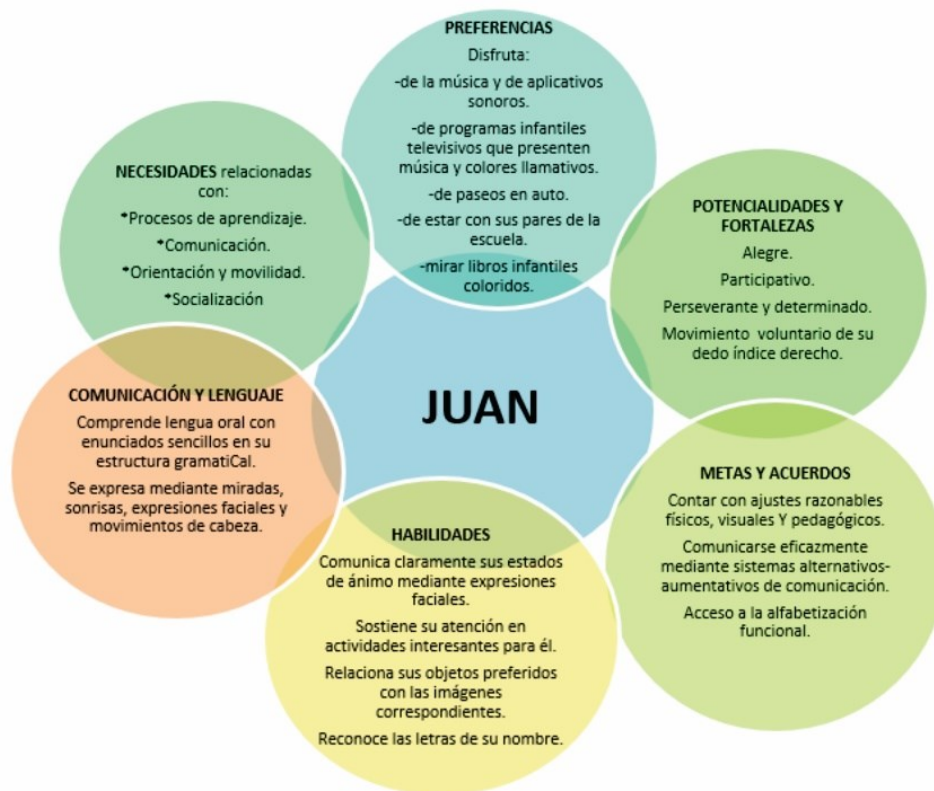 PREFERENCIAS
Disfruta:
-de la música y de aplicativos
sonoros.
-de programas infantiles
televisivos que presenten
música y colores llamativos.
-de paseos en auto.
-de estar con sus pares de la
escuela.
-mirar libros infantiles
coloridos.
NECESIDADES relacionadas
con:
*Procesos de aprendizaje.
*Comunicación.
*Orientación y movilidad.
*Socialización
POTENCIALIDADES Y
FORTALEZAS
Alegre.
Participativo.
Perseverante y determinado.
Movimiento voluntario de su
dedo índice derecho.
JUAN
COMUNICACIÓN Y LENGUAJE
Comprende lengua oral con
enunciados sencillos en su
estructura gramatiCal.
Se expresa mediante miradas,
sonrisas, expresiones faciales y
movimientos de cabeza.
METAS Y ACUERDOS
Contar con ajustes razonables
físicos, visuales Y pedagógicos.
Comunicarse eficazmente
mediante sistemas alternativos-
aumentativos de comunicación.
Acceso a la alfabetización
funcional.
HABILIDADES
Comunica claramente sus estados
de ánimo mediante expresiones
faciales.
Sostiene su atención en
actividades interesantes para él.
Relaciona sus objetos preferidos
con las imágenes
correspondientes.
Reconoce las letras de su nombre.